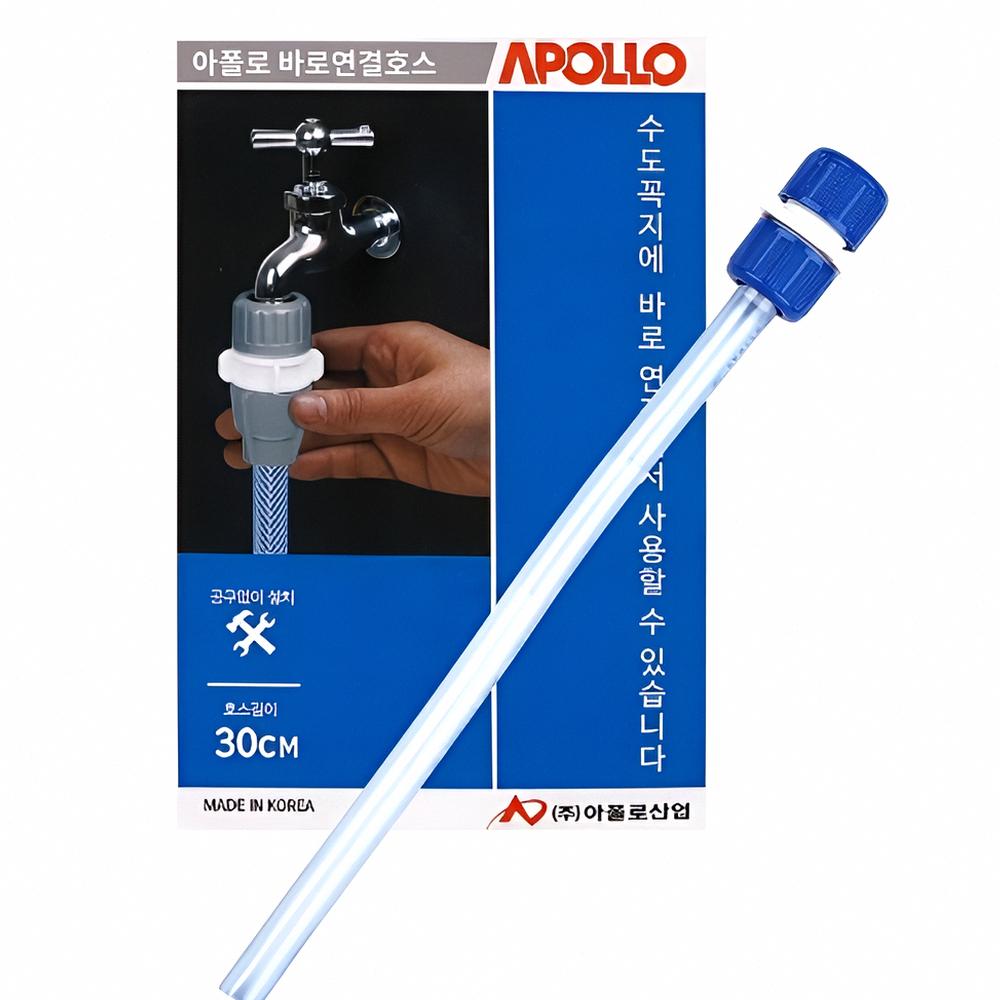 아폴로 바로연결호스
APOLLO
수도꼭지에 바로 사용할 수 있습니다
공구없이 설치
호스길이
30CM
MADE IN KOREA
(주)아폴로산업